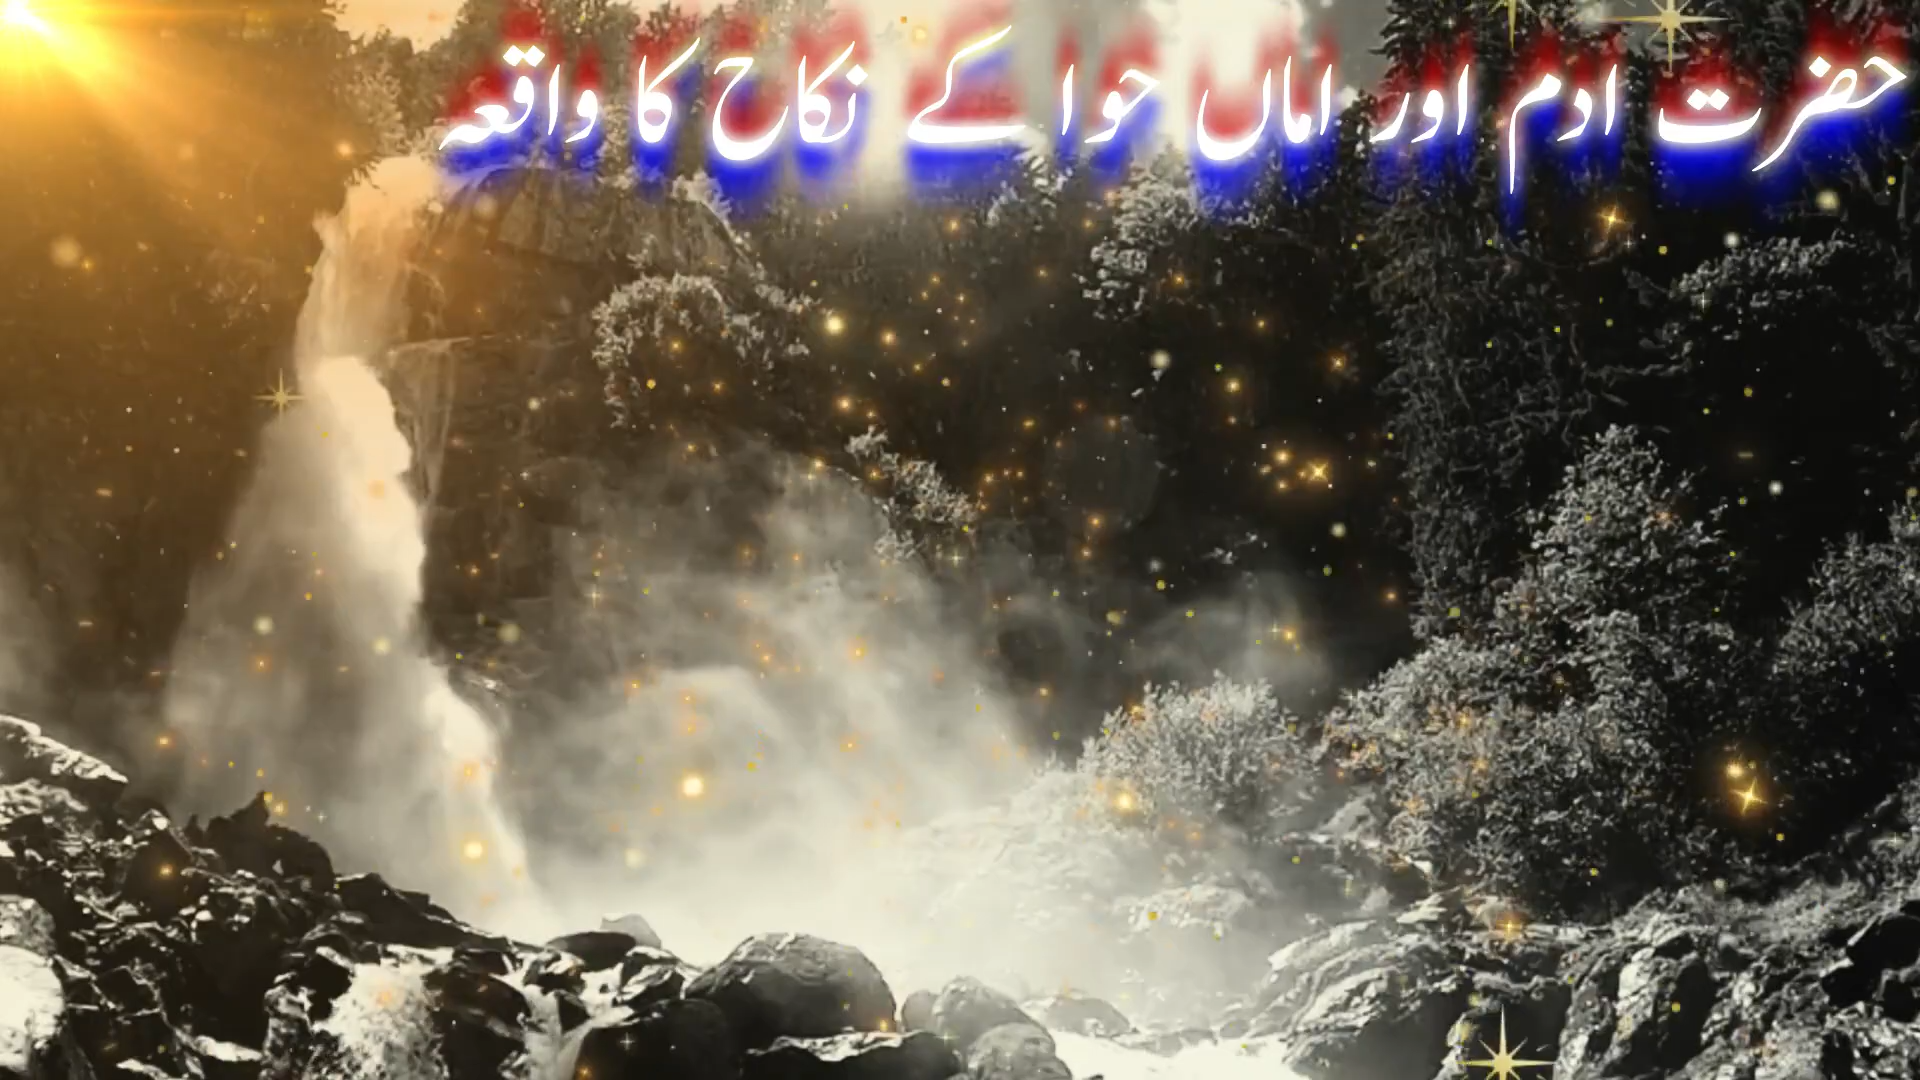 حضرت ادم اور اماں حوا کے نکاح کا واقعہ